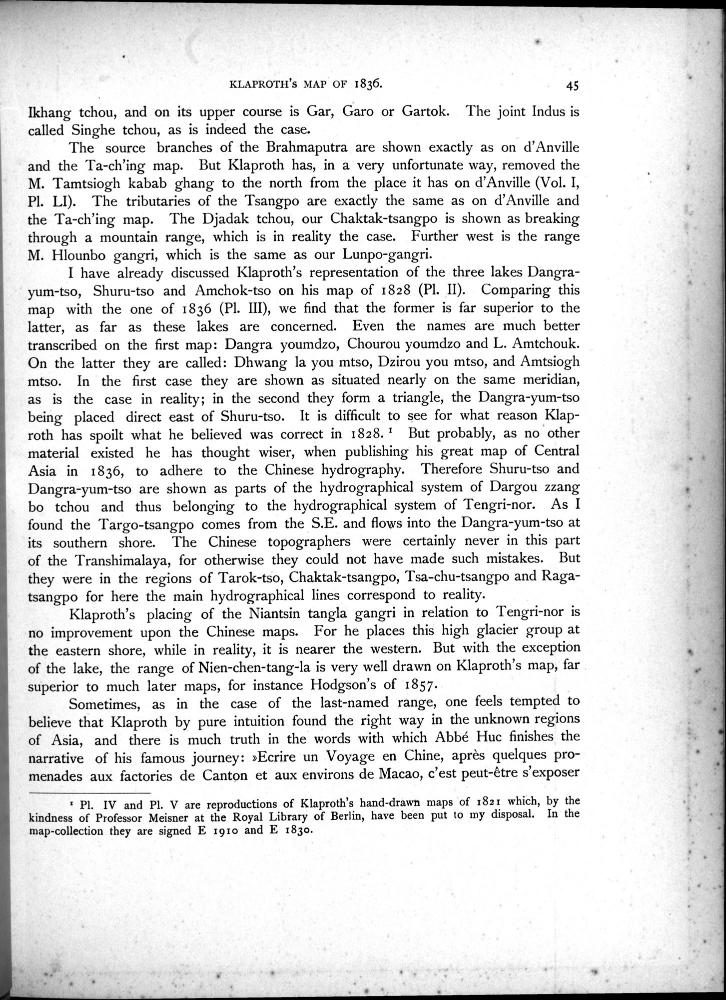 KLAPROTH'S MAP OF 1836. 45
Ikhang tchou, and on its upper course is Gar, Garo or Gartok. The joint Indus is
called Singhe tchou, as is indeed the case.
The source branches of the Brahmaputra are shown exactly as on d'Anville
and the Ta-ch'ing map. But Klaproth has, in a very unfortunate way, removed the
M. Tamtsiogh kabab ghang to the north from the place it has on d'Anville (Vol. I,
Pl. LI). The tributaries of the Tsangpo are exactly the same as on d'Anville and
the Ta-ch'ing map. The Djadak tchou, our Chaktak-tsangpo is shown as breaking
through a mountain range, which is in reality the case. Further west is the range
M. Hlounbo gangri, which is the same as our Lunpo-gangri.
I have already discussed Klaproth's representation of the three lakes Dangra-
yum-tso, Shuru-tso and Amchok-tso on his map of 1828 (Pl. II). Comparing this
map with the one of 1836 (Pl. III), we find that the former is far superior to the
latter, as far as these lakes are concerned. Even the names are much better
transcribed on the first map: Dangra youmdzo, Chourou youmdzo and L. Amtchouk.
On the latter they are called: Dhwang la you mtso, Dzirou you mtso, and Amtsiogh
mtso. In the first case they are shown as situated nearly on the same meridian,
as is the case in reality; in the second they form a triangle, the Dangra-yum-tso
being placed direct east of Shuru-tso. It is difficult to see for what reason Klap-
roth has spoilt what he believed was correct in 1828. ¹ But probably, as no other
material existed he has thought wiser, when publishing his great map of Central
Asia in 1836, to adhere to the Chinese hydrography. Therefore Shuru-tso and
Dangra-yum-tso are shown as parts of the hydrographical system of Dargou zzang
bo tchou and thus belonging to the hydrographical system of Tengri-nor. As I
found the Targo-tsangpo comes from the S.E. and flows into the Dangra-yum-tso at
its southern shore. The Chinese topographers were certainly never in this part
of the Transhimalaya, for otherwise they could not have made such mistakes. But
they were in the regions of Tarok-tso, Chaktak-tsangpo, Tsa-chu-tsangpo and Raga-
tsangpo for here the main hydrographical lines correspond to reality.
Klaproth's placing of the Niantsin tangla gangri in relation to Tengri-nor is
no improvement upon the Chinese maps. For he places this high glacier group at
the eastern shore, while in reality, it is nearer the western. But with the exception
of the lake, the range of Nien-chen-tang-la is very well drawn on Klaproth's map, far
superior to much later maps, for instance Hodgson's of 1857.
Sometimes, as in the case of the last-named range, one feels tempted to
believe that Klaproth by pure intuition found the right way in the unknown regions
of Asia, and there is much truth in the words with which Abbé Huc finishes the
narrative of his famous journey: »Ecrire un Voyage en Chine, après quelques pro-
menades aux factories de Canton et aux environs de Macao, c'est peut-être s'exposer
¹ Pl. IV and Pl. V are reproductions of Klaproth's hand-drawn maps of 1821 which, by the
kindness of Professor Meisner at the Royal Library of Berlin, have been put to my disposal. In the
map-collection they are signed E 1910 and E 1830.